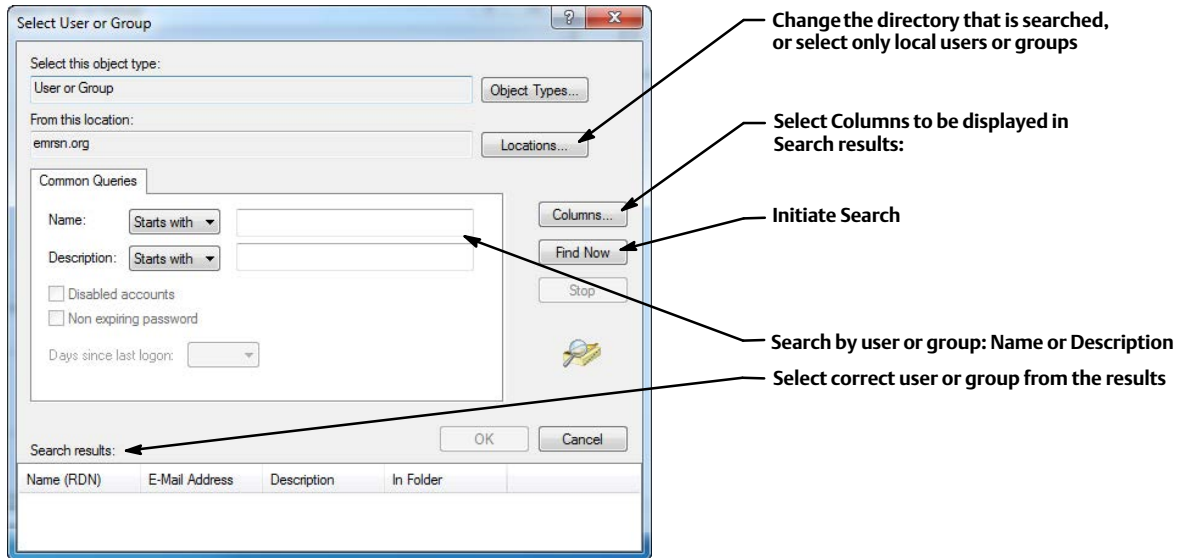 Select User or Group
?
X
Select this object type:
User or Group
Object Types...
From this location:
emrsn.org
Locations...
Common Queries
Name:
Starts with
Columns...
Description:
Starts with
Find Now
Disabled accounts
Stop
Non expiring password
Days since last logon:
OK
Cancel
Search results:
Name (RDN) E-Mail Address Description In Folder
Change the directory that is searched,
or select only local users or groups
Select Columns to be displayed in
Search results:
Initiate Search
Search by user or group: Name or Description
Select correct user or group from the results